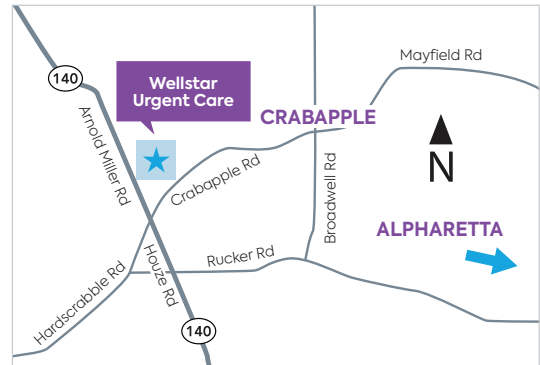 Mayfield Rd
140
Wellstar
Urgent Care
CRABAPPLE
Arnold Miller Rd
Crabapple Rd
Broadwell Rd
N
ALPHARETTA
Houze Rd
Rucker Rd
Hardscrabble Rd
140